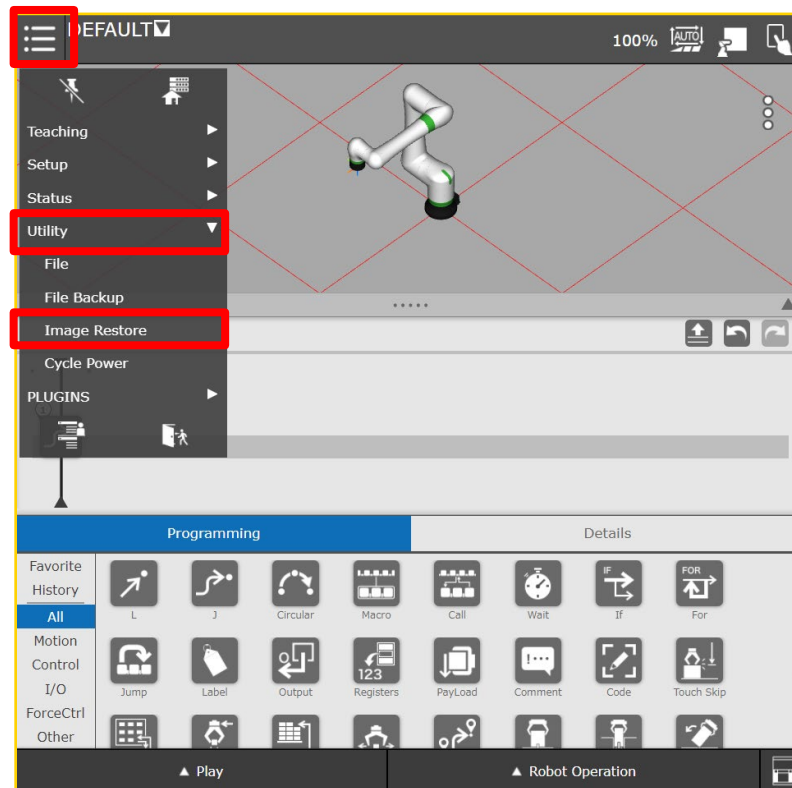 DEFAULT
100% AUTO
Teaching
Setup
Status
Utility
File
File Backup
Image Restore
Cycle Power
PLUGINS
Programming Details
Favorite
History
All
Motion
Control
I/O
ForceCtrl
Other
IF FOR
L J Circular Macro Call Wait If For
123
Jump Label Output Registers PayLoad Comment Code Touch Skip
Play Robot Operation